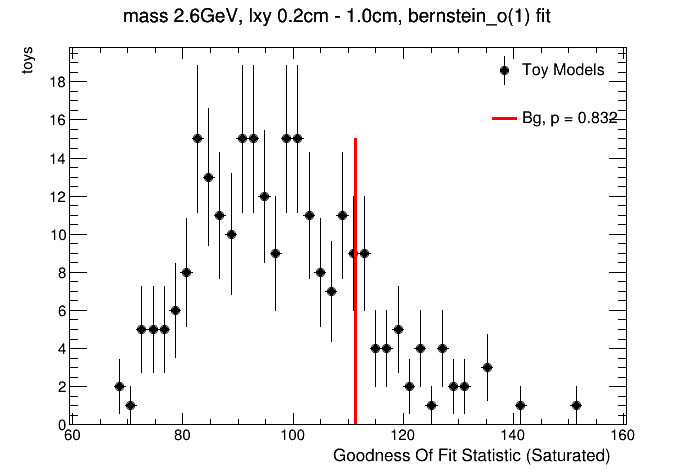 mass 2.6GeV, lxy 0.2cm - 1.0cm, bernstein_o(1) fit
toys
Toy Models
Bg, p = 0.832
18
16
14
12
10
8
6
4
2
0
60 80 100 120 140 160
Goodness Of Fit Statistic (Saturated)